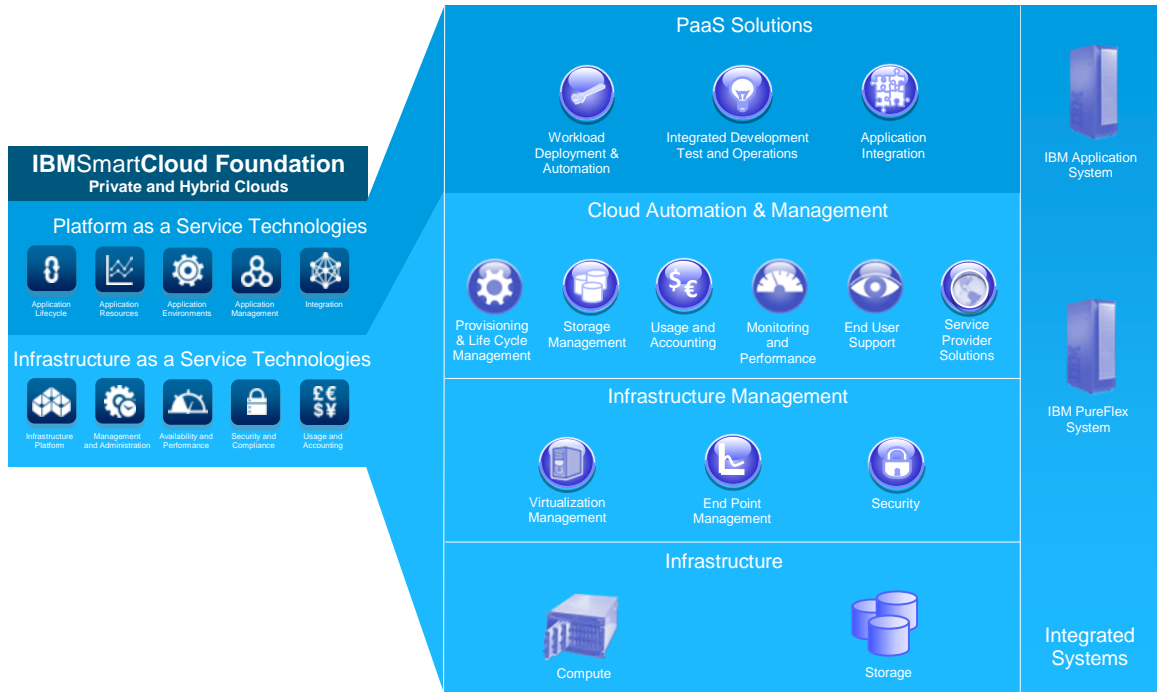 IBMSmartCloud Foundation
Private and Hybrid Clouds
Platform as a Service Technologies
Application
Lifecycle
Application
Resources
Application
Environments
Application
Management
Integration
Infrastructure as a Service Technologies
Infrastructure
Platform
Management
and Administration
Availability and
Performance
Security and
Compliance
£€
$¥
Usage and
Accounting
PaaS Solutions
Workload
Deployment &
Automation
Integrated Development
Test and Operations
Application
Integration
Cloud Automation & Management
Provisioning
& Life Cycle
Management
Storage
Management
$€
Usage and
Accounting
Monitoring
and
Performance
End User
Support
Service
Provider
Solutions
Infrastructure Management
Virtualization
Management
End Point
Management
Security
Infrastructure
Compute
Storage
IBM
IBM Application
System
IBM
IBM PureFlex
System
Integrated
Systems